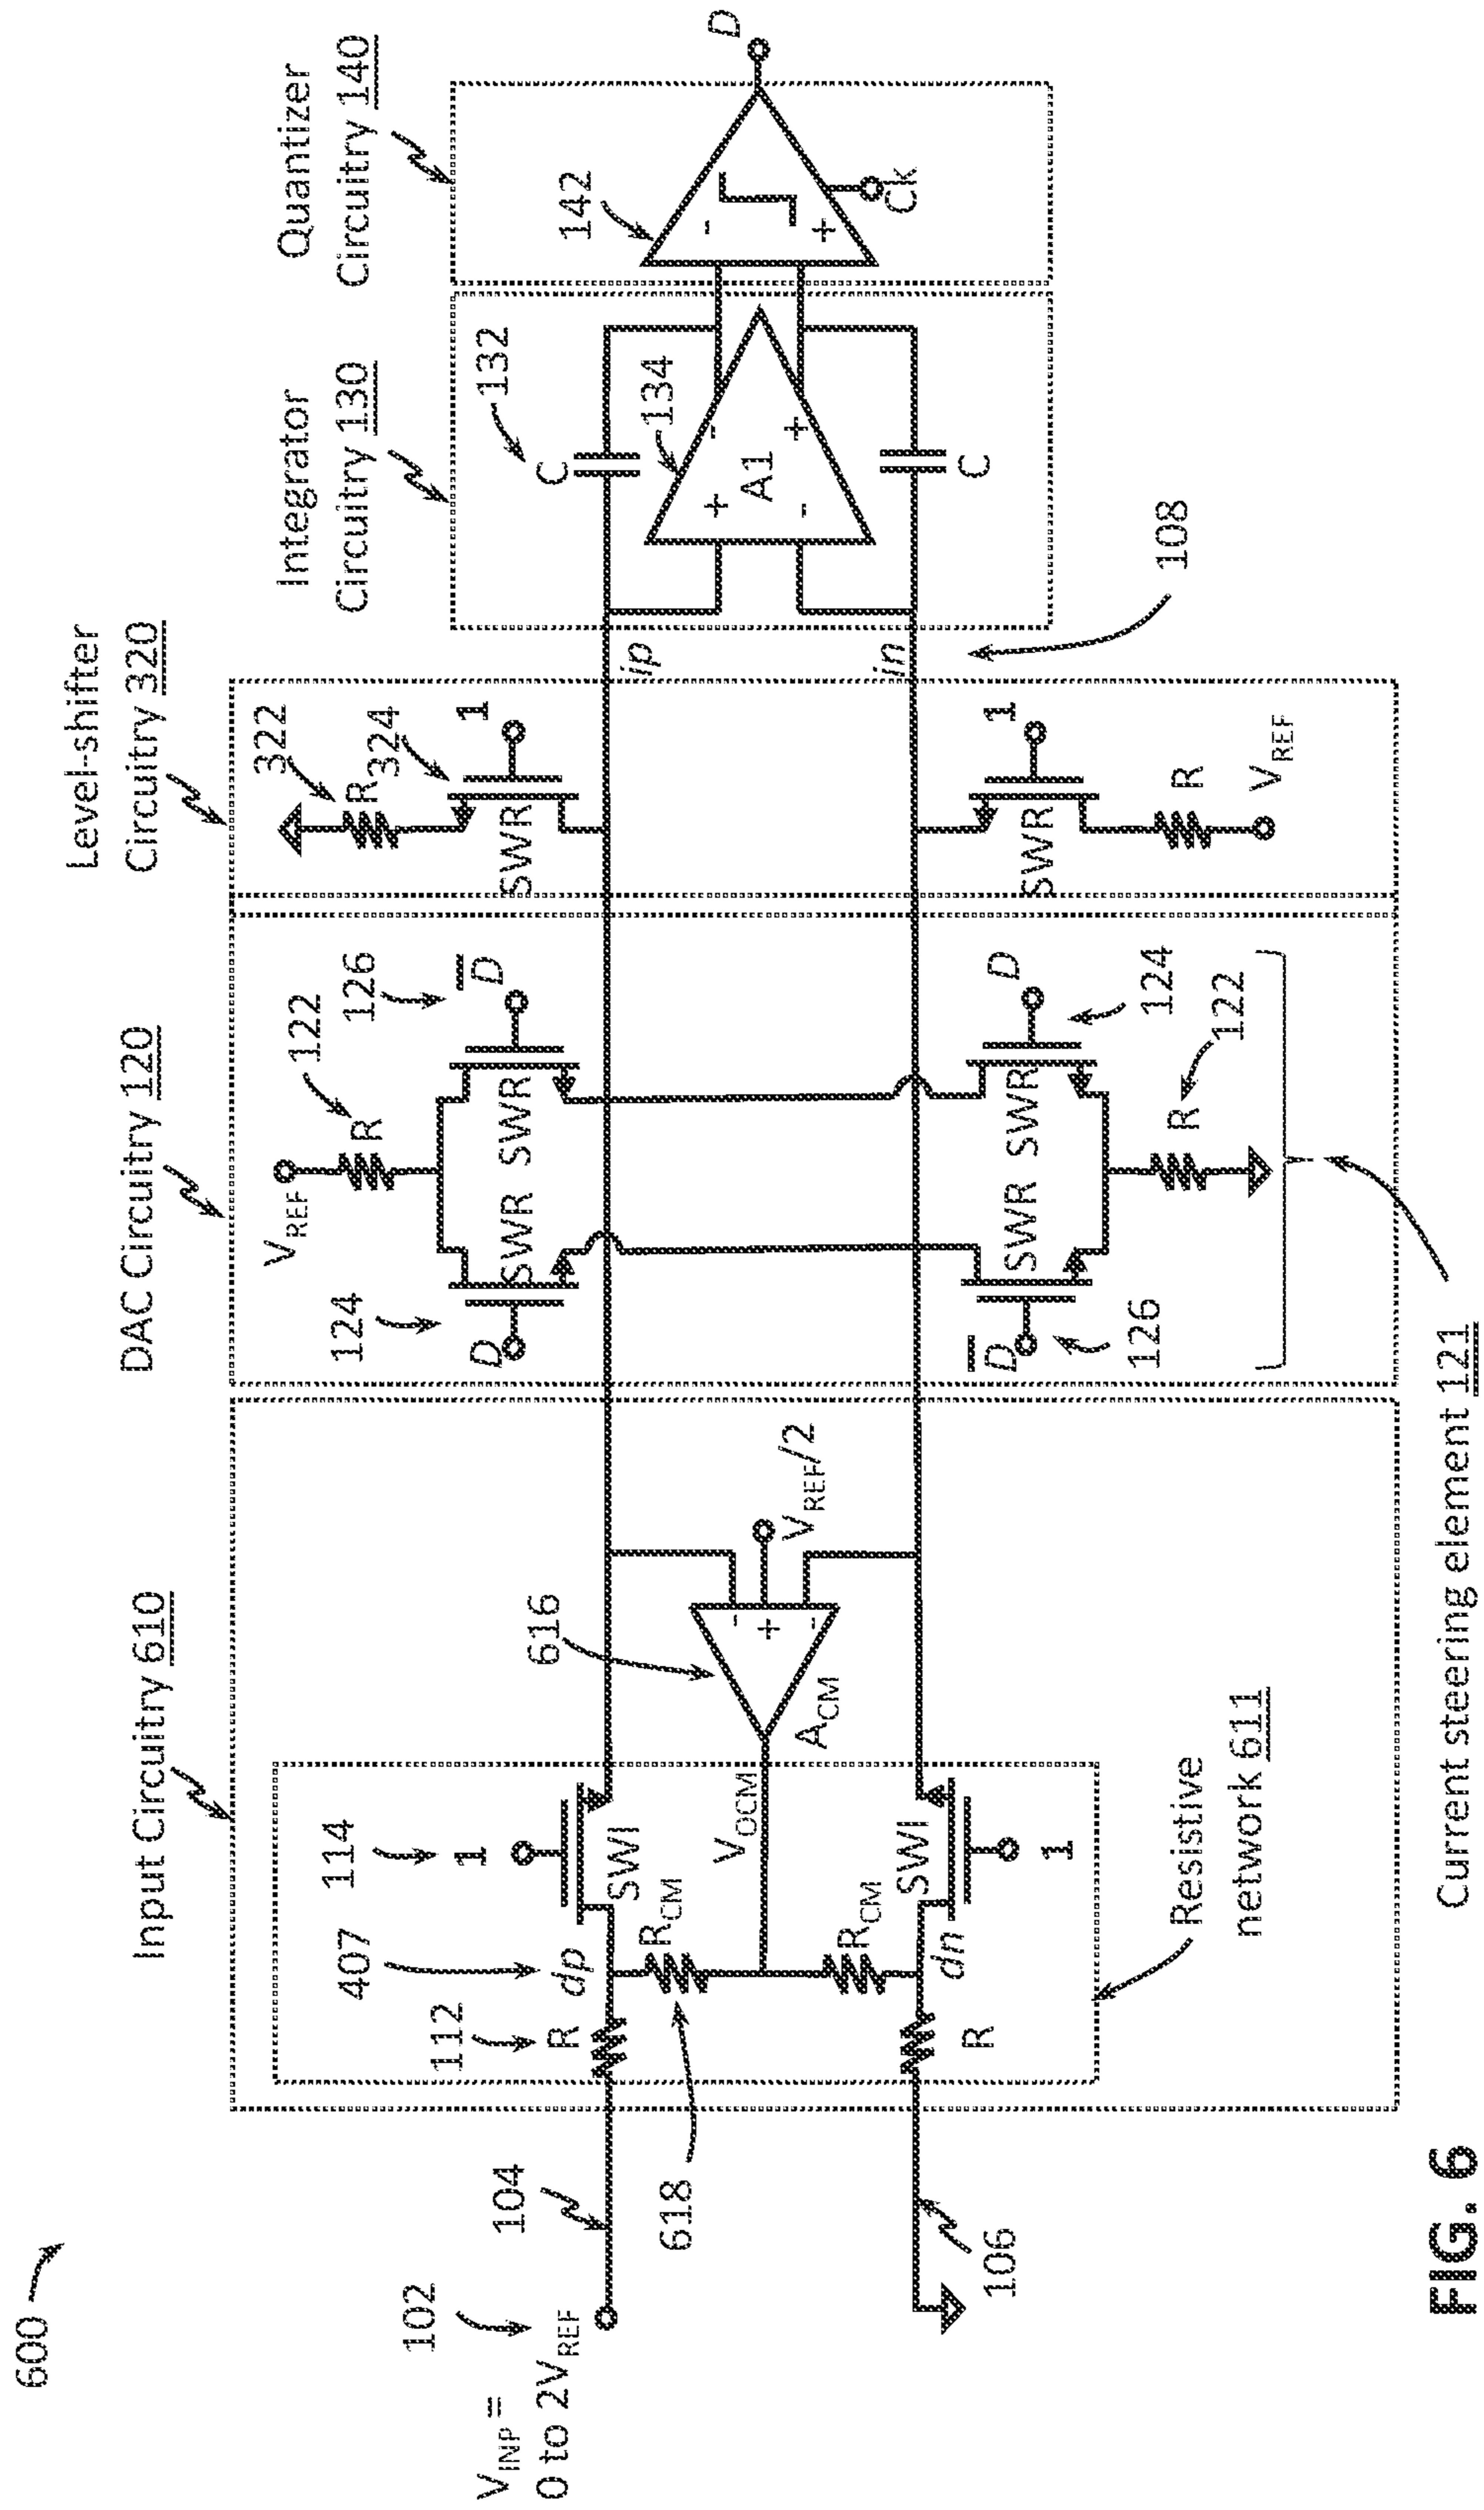 600
Input Circuitry 610
DAC Circuitry 120
Level-shifter
Circuitry 320
Integrator
Circuitry 130
Quantizer
Circuitry 140
102
V_INP =
0 to 2V_REF
104
106
112
R
407
dp
114
1
SWI
R_CM
618
V_OCM
R_CM
SWI
1
dn
R
Resistive
network 611
616
A_CM
-
+
-
V_REF/2
V_REF
122
R
124
D
SWR
SWR
126
D̅
D̅
126
SWR
SWR
D
124
R
122
Current steering element 121
322
R
324
1
SWR
SWR
1
R
V_REF
ip
in
108
132
C
134
+
-
A1
-
+
C
142
-
+
Ck
D
FIG. 6